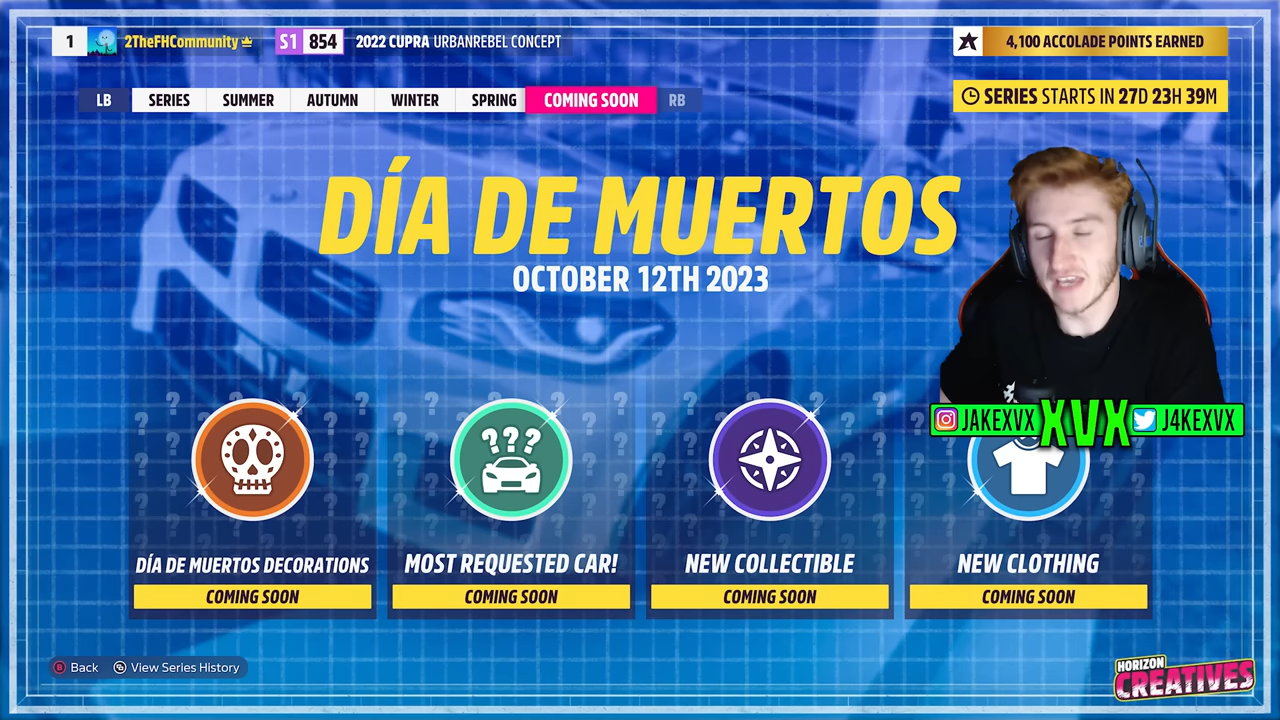 1 2TheFHCommunity S1 854 2022 CUPRA URBANREBEL CONCEPT
4,100 ACCOLADE POINTS EARNED
LB SERIES SUMMER AUTUMN WINTER SPRING COMING SOON RB
SERIES STARTS IN 27D 23H 39M
DÍA DE MUERTOS
OCTOBER 12TH 2023
JAKEXVX XVX J4KEXVX
???
DÍA DE MUERTOS DECORATIONS MOST REQUESTED CAR! NEW COLLECTIBLE NEW CLOTHING
COMING SOON COMING SOON COMING SOON COMING SOON
B Back View Series History
HORIZON
CREATIVES